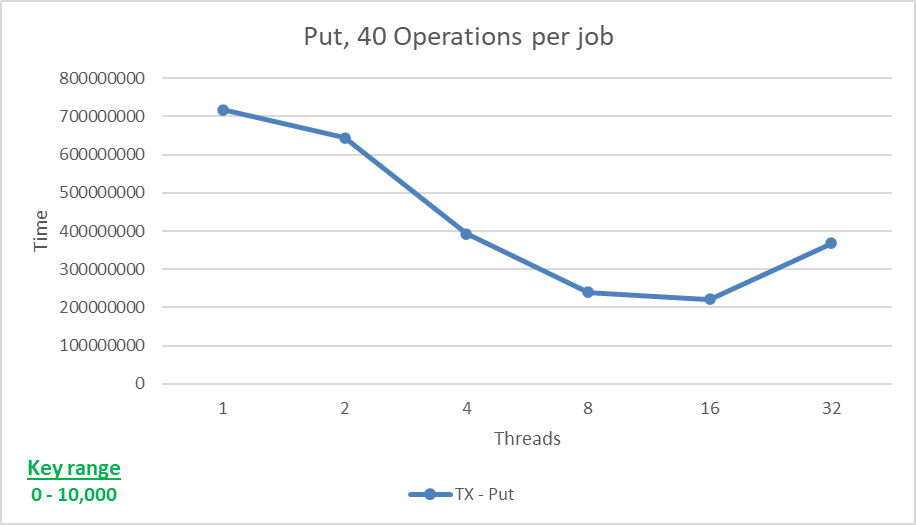 Put, 40 Operations per job
800000000
700000000
600000000
500000000
400000000
300000000
200000000
100000000
0
Time
1 2 4 8 16 32
Threads
Key range
0 - 10,000
TX - Put